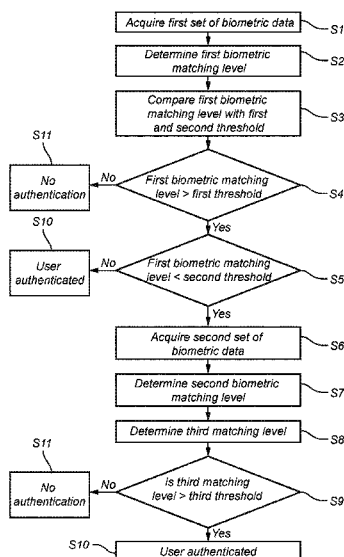 Acquire first set of biometric data
S1
Determine first biometric
matching level
S2
Compare first biometric
matching level with first
and second threshold
S3
S11
No
authentication
No
First biometric matching
level > first threshold
S4
Yes
S10
User
authenticated
No
First biometric matching
level < second threshold
S5
Yes
Acquire second set of
biometric data
S6
Determine second biometric
matching level
S7
Determine third matching level
S8
S11
No
authentication
No
is third matching
level > third threshold
S9
Yes
S10
User authenticated